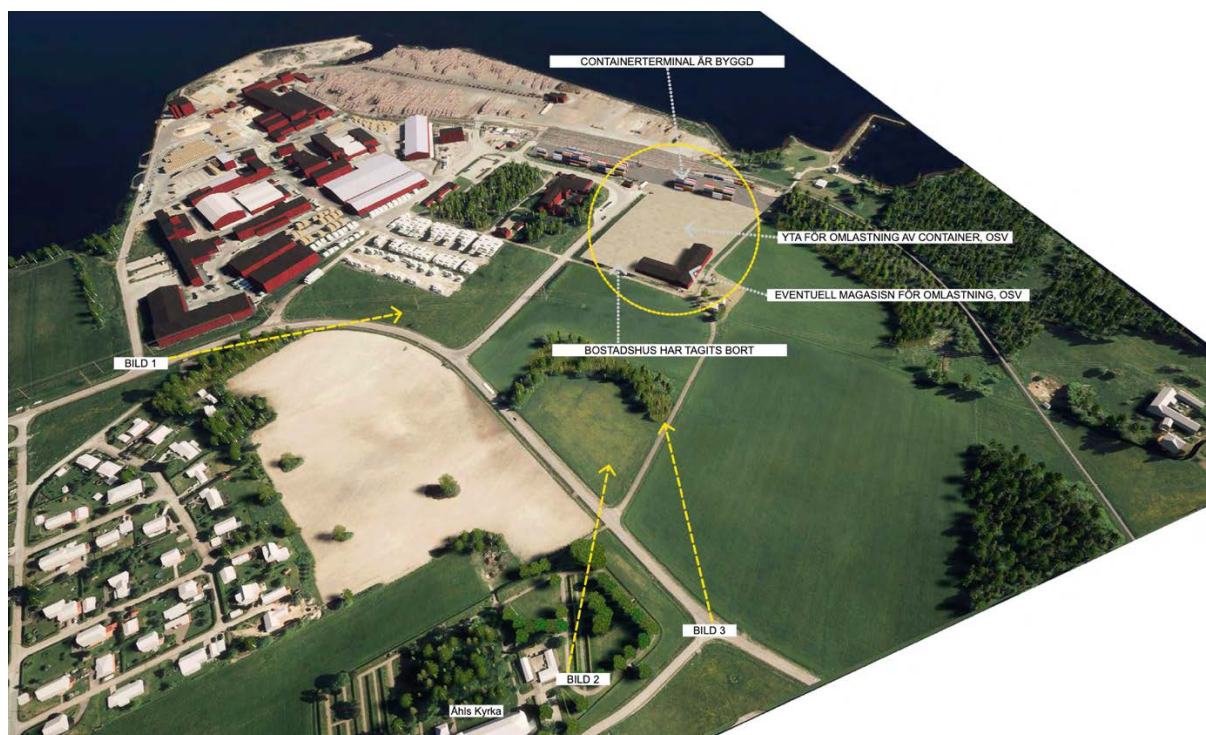 CONTAINERTERMINAL ÄR BYGGD
YTA FÖR OMLASTNING AV CONTAINER, OSV
EVENTUELL MAGASISN FÖR OMLASTNING, OSV
BOSTADSHUS HAR TAGITS BORT
BILD 1
BILD 3
BILD 2
Åhls Kyrka